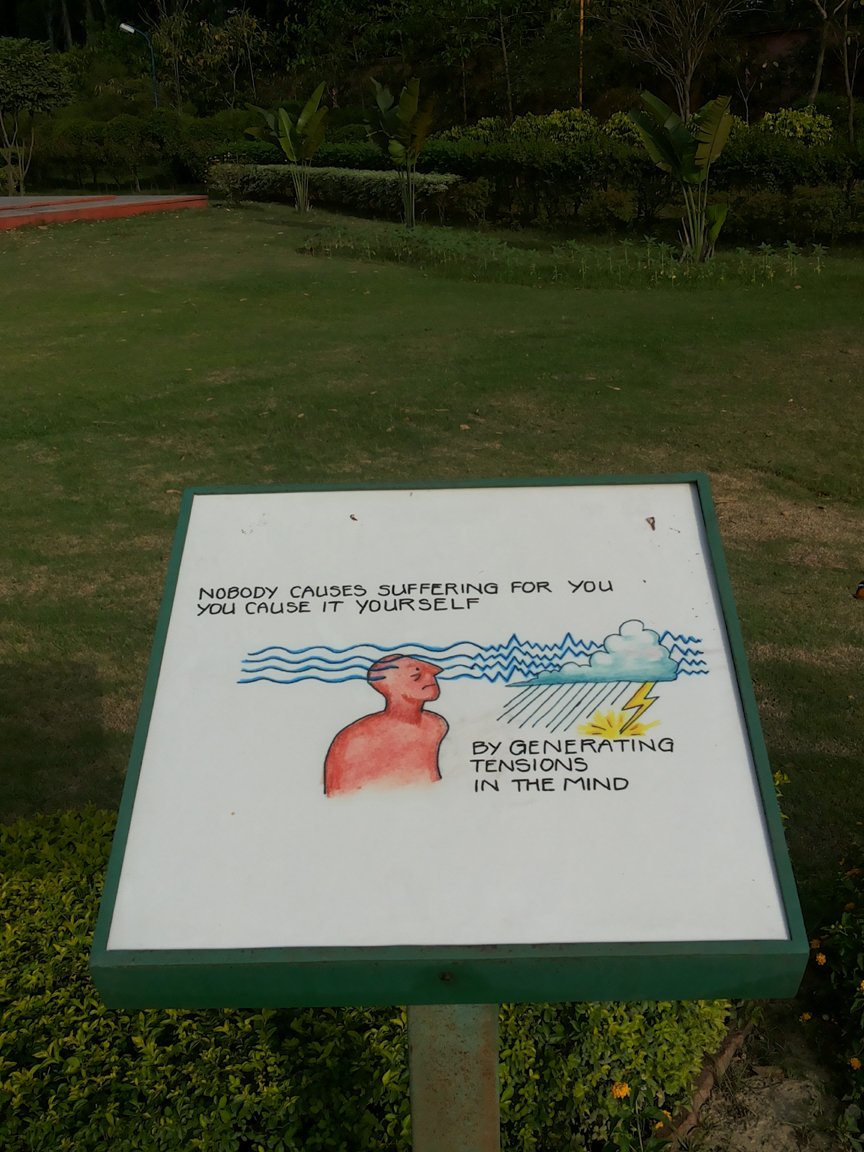 NOBODY CAUSES SUFFERING FOR YOU
YOU CAUSE IT YOURSELF
BY GENERATING
TENSIONS
IN THE MIND